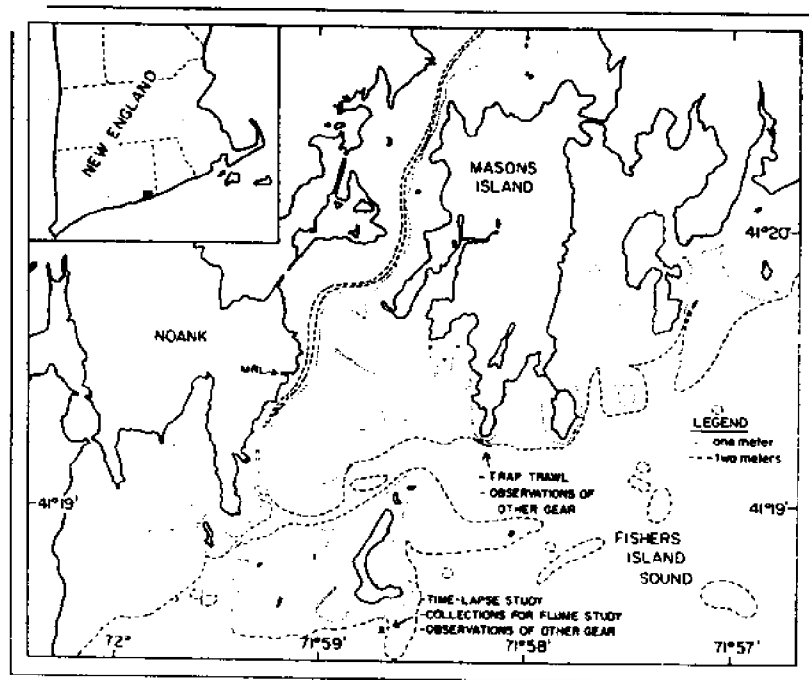 NEW ENGLAND
MASONS
ISLAND
41°20'
NOANK
MRL
LEGEND
one meter
two meters
- TRAP TRAWL
- OBSERVATIONS OF
OTHER GEAR
41°19'
41°19'
FISHERS
ISLAND
SOUND
- TIME-LAPSE STUDY
- COLLECTIONS FOR FLUME STUDY
- OBSERVATIONS OF OTHER GEAR
72°
71°59'
71°58'
71°57'